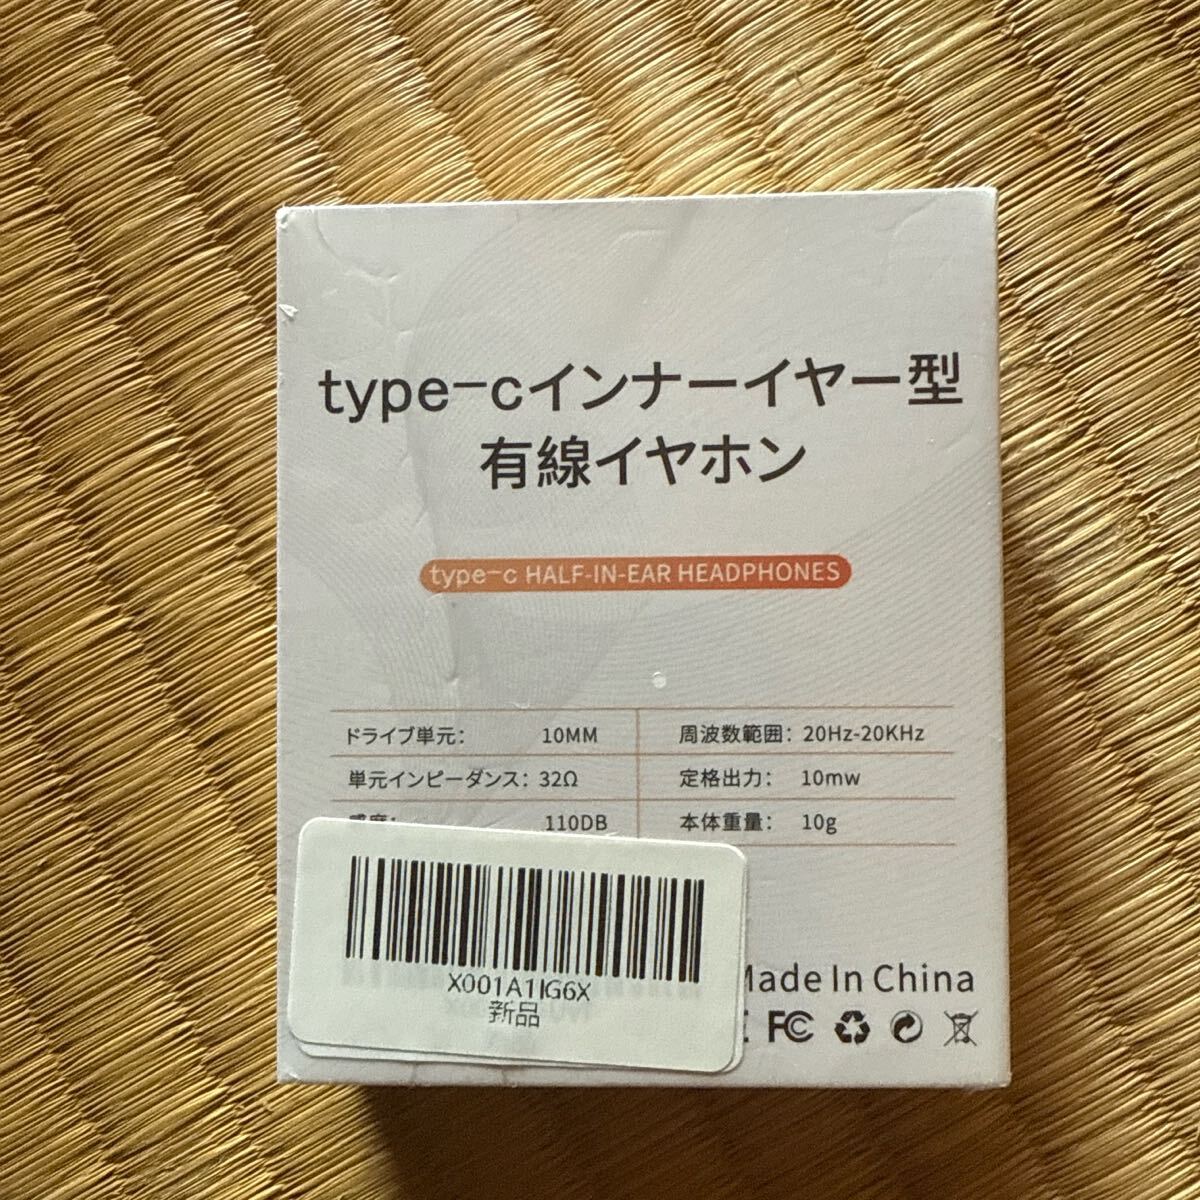 type-cインナーイヤー型
有線イヤホン
type-c HALF-IN-EAR HEADPHONES
ドライブ単元： 10MM
周波数範囲：20Hz-20KHz
単元インピーダンス：32Ω
定格出力： 10mw
感度： 110DB
本体重量： 10g
X001A1IG6X
新品
Made In China
FC